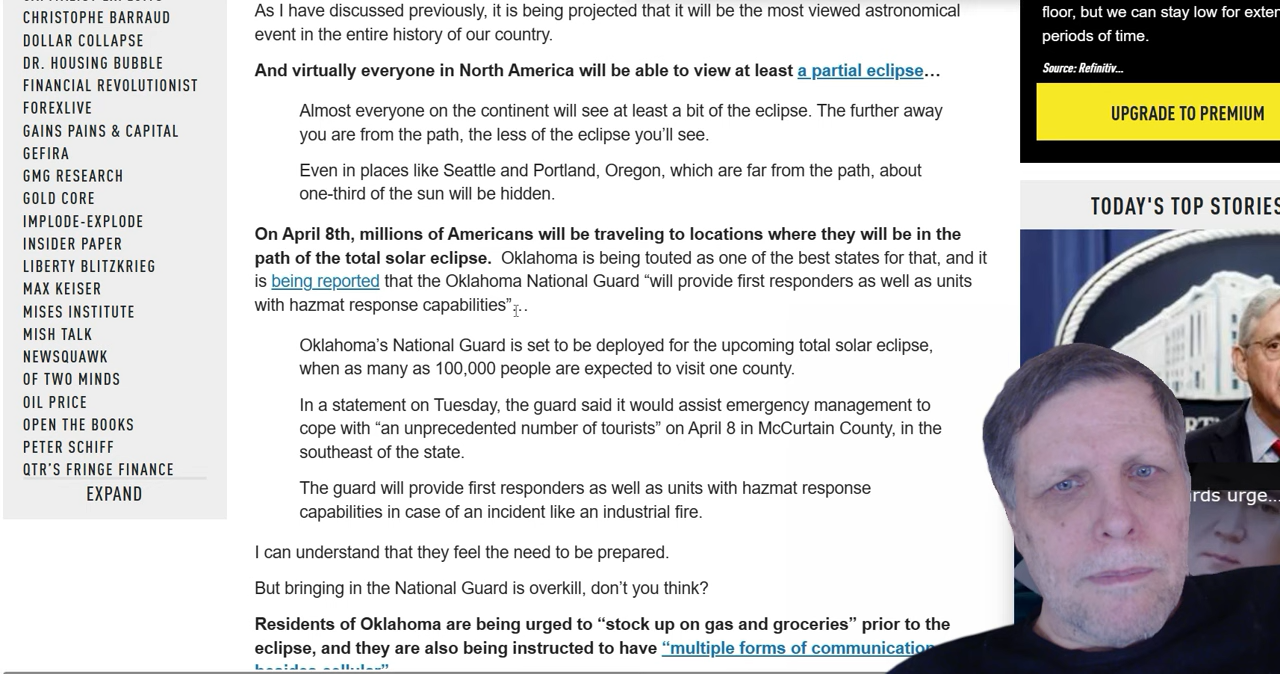 CHRISTOPHE BARRAUD
DOLLAR COLLAPSE
DR. HOUSING BUBBLE
FINANCIAL REVOLUTIONIST
FOREXLIVE
GAINS PAINS & CAPITAL
GEFIRA
GMG RESEARCH
GOLD CORE
IMPLODE-EXPLODE
INSIDER PAPER
LIBERTY BLITZKRIEG
MAX KEISER
MISES INSTITUTE
MISH TALK
NEWSQUAWK
OF TWO MINDS
OIL PRICE
OPEN THE BOOKS
PETER SCHIFF
QTR'S FRINGE FINANCE
EXPAND
As I have discussed previously, it is being projected that it will be the most viewed astronomical
event in the entire history of our country.
And virtually everyone in North America will be able to view at least a partial eclipse…
Almost everyone on the continent will see at least a bit of the eclipse. The further away
you are from the path, the less of the eclipse you’ll see.
Even in places like Seattle and Portland, Oregon, which are far from the path, about
one-third of the sun will be hidden.
On April 8th, millions of Americans will be traveling to locations where they will be in the
path of the total solar eclipse. Oklahoma is being touted as one of the best states for that, and it
is being reported that the Oklahoma National Guard “will provide first responders as well as units
with hazmat response capabilities”…
Oklahoma’s National Guard is set to be deployed for the upcoming total solar eclipse,
when as many as 100,000 people are expected to visit one county.
In a statement on Tuesday, the guard said it would assist emergency management to
cope with “an unprecedented number of tourists” on April 8 in McCurtain County, in the
southeast of the state.
The guard will provide first responders as well as units with hazmat response
capabilities in case of an incident like an industrial fire.
I can understand that they feel the need to be prepared.
But bringing in the National Guard is overkill, don’t you think?
Residents of Oklahoma are being urged to “stock up on gas and groceries” prior to the
eclipse, and they are also being instructed to have “multiple forms of communication
besides cellular”
floor, but we can stay low for
periods of time.
Source: Refinitiv...
UPGRADE TO PREMIUM
TODAY'S TOP STORIES
urge...